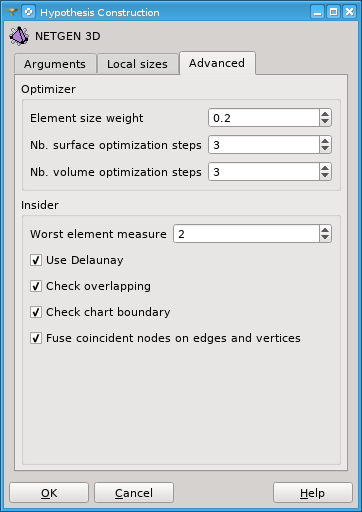 Hypothesis Construction
NETGEN 3D
Arguments Local sizes Advanced
Optimizer
Element size weight 0.2
Nb. surface optimization steps 3
Nb. volume optimization steps 3
Insider
Worst element measure 2
Use Delaunay
Check overlapping
Check chart boundary
Fuse coincident nodes on edges and vertices
OK Cancel Help